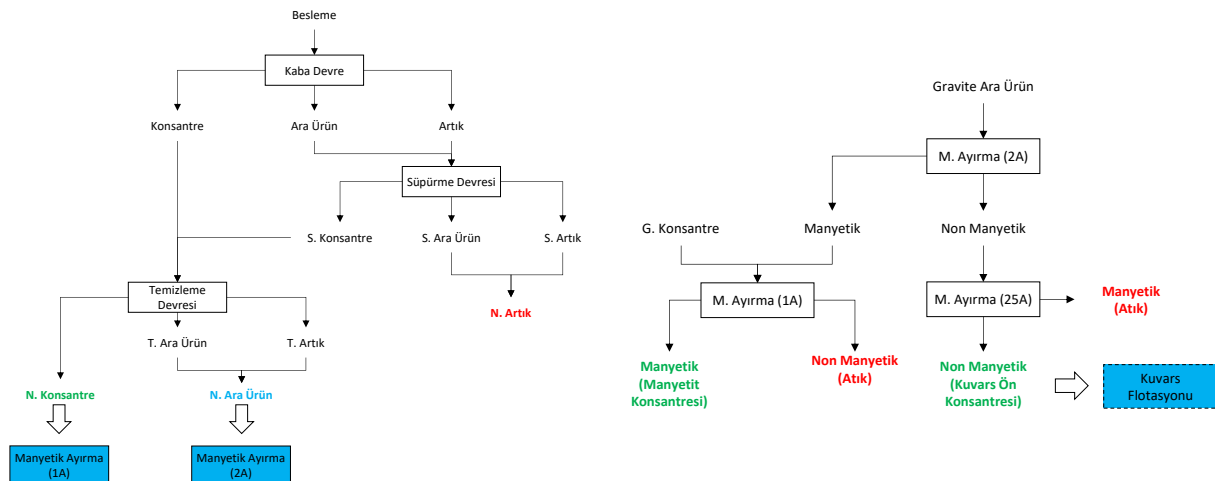 Besleme
Kaba Devre
Konsantre
Ara Ürün
Artık
Süpürme Devresi
S. Konsantre
S. Ara Ürün
S. Artık
Temizleme
Devresi
N. Artık
T. Ara Ürün
T. Artık
N. Konsantre
N. Ara Ürün
Manyetik Ayırma
(1A)
Manyetik Ayırma
(2A)
Gravite Ara Ürün
M. Ayırma (2A)
G. Konsantre
Manyetik
Non Manyetik
M. Ayırma (1A)
M. Ayırma (25A)
Manyetik
(Atık)
Manyetik
(Manyetit
Konsantresi)
Non Manyetik
(Atık)
Non Manyetik
(Kuvars Ön
Konsantresi)
Kuvars
Flotasyonu